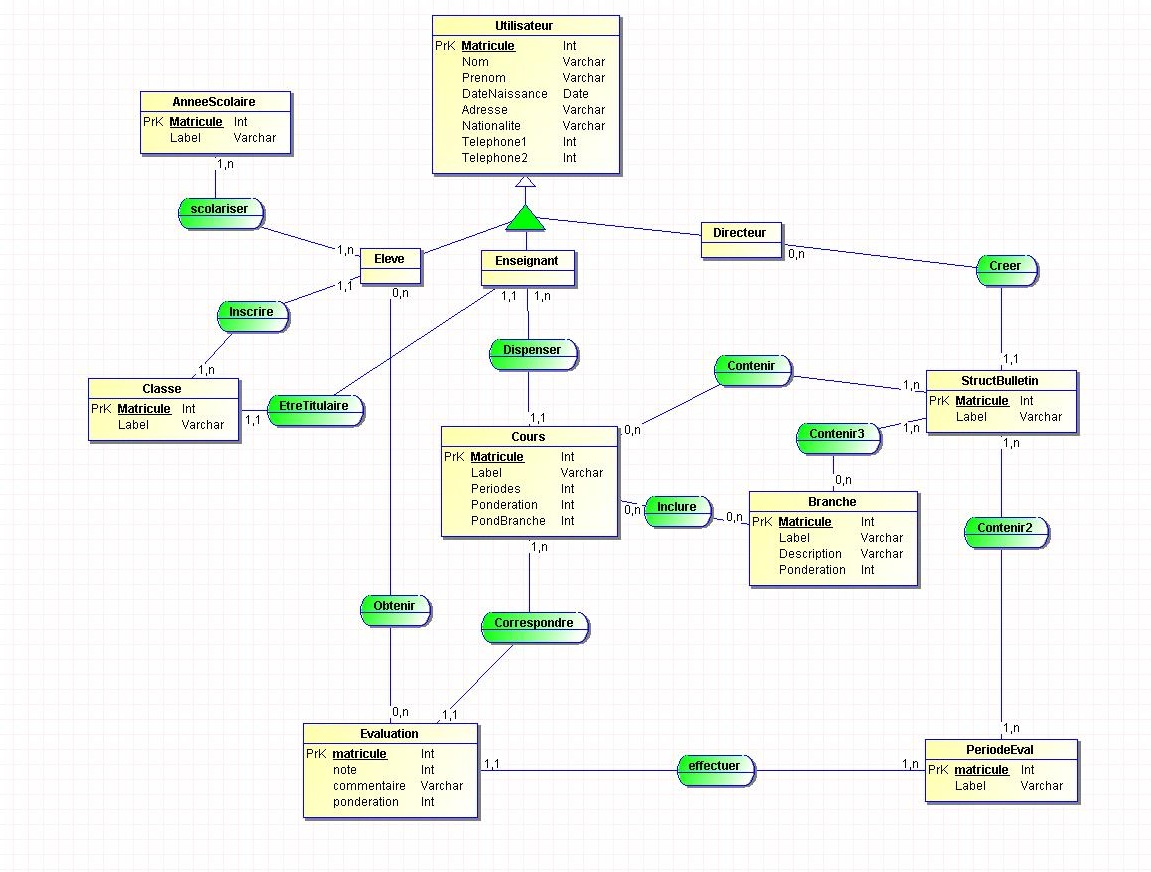 Utilisateur
PrK Matricule Int
Nom Varchar
Prenom Varchar
DateNaissance Date
Adresse Varchar
Nationalite Varchar
Telephone1 Int
Telephone2 Int
AnneeScolaire
PrK Matricule Int
Label Varchar
1,n
scolariser
1,n
Eleve
1,1
0,n
Enseignant
1,1 1,n
Directeur
0,n
Creer
1,1
Inscrire
1,n
Classe
PrK Matricule Int
Label Varchar
1,1
EtreTitulaire
Dispenser
1,1
Contenir
1,n
0,n
StructBulletin
PrK Matricule Int
Label Varchar
1,n
1,n
Contenir3
0,n
Cours
PrK Matricule Int
Label Varchar
Periodes Int
Ponderation Int
PondBranche Int
0,n
Inclure
0,n
1,n
Branche
PrK Matricule Int
Label Varchar
Description Varchar
Ponderation Int
Contenir2
1,n
Obtenir
0,n
Correspondre
1,1
Evaluation
PrK matricule Int
note Int
commentaire Varchar
ponderation Int
1,1
effectuer
1,n
PeriodeEval
PrK matricule Int
Label Varchar